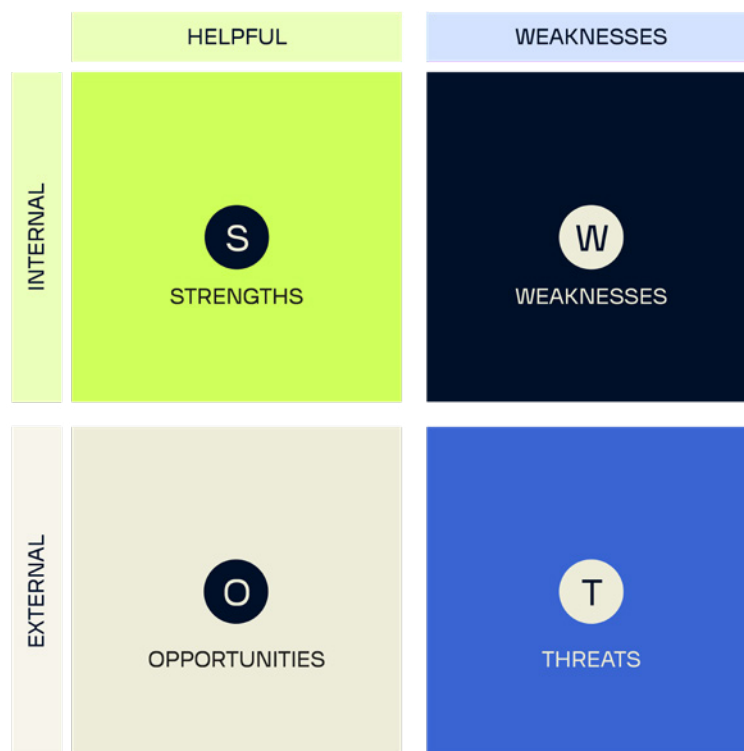 HELPFUL
WEAKNESSES
INTERNAL
S
STRENGTHS
W
WEAKNESSES
EXTERNAL
O
OPPORTUNITIES
T
THREATS